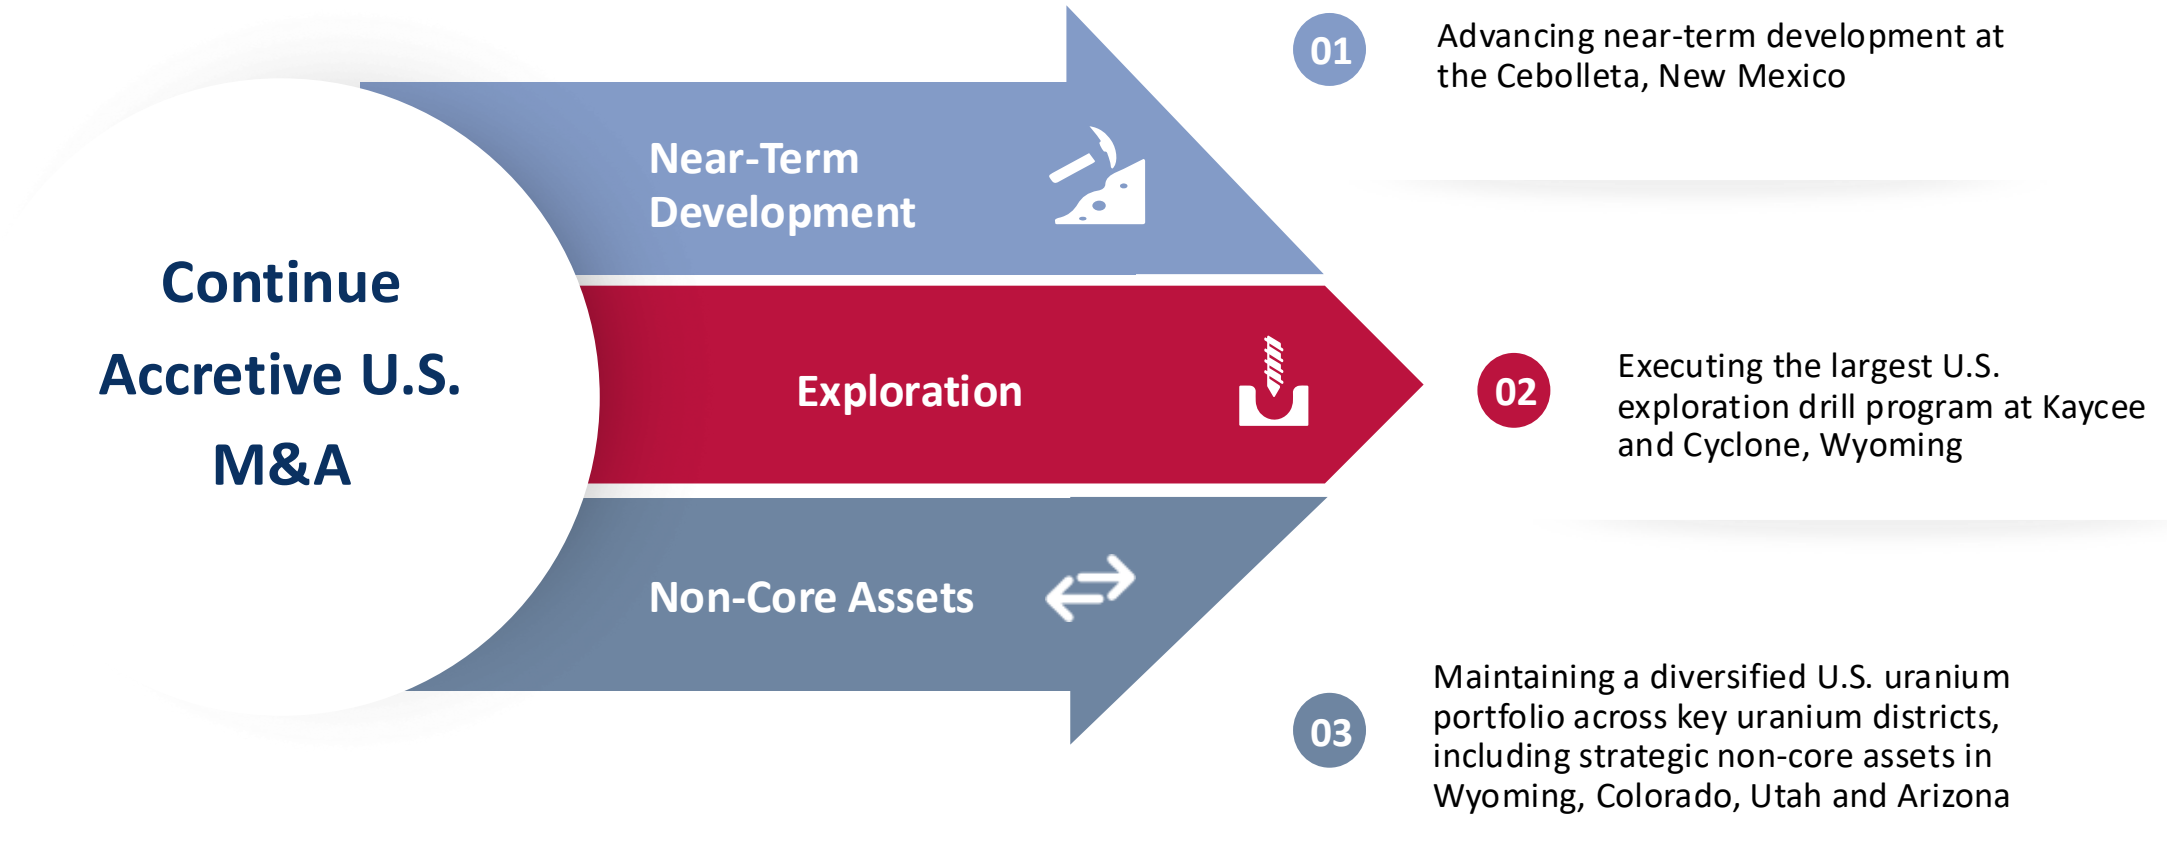 Continue
Accretive U.S.
M&A
Near-Term
Development
Exploration
Non-Core Assets
01
Advancing near-term development at
the Cebolleta, New Mexico
02
Executing the largest U.S.
exploration drill program at Kaycee
and Cyclone, Wyoming
03
Maintaining a diversified U.S. uranium
portfolio across key uranium districts,
including strategic non-core assets in
Wyoming, Colorado, Utah and Arizona